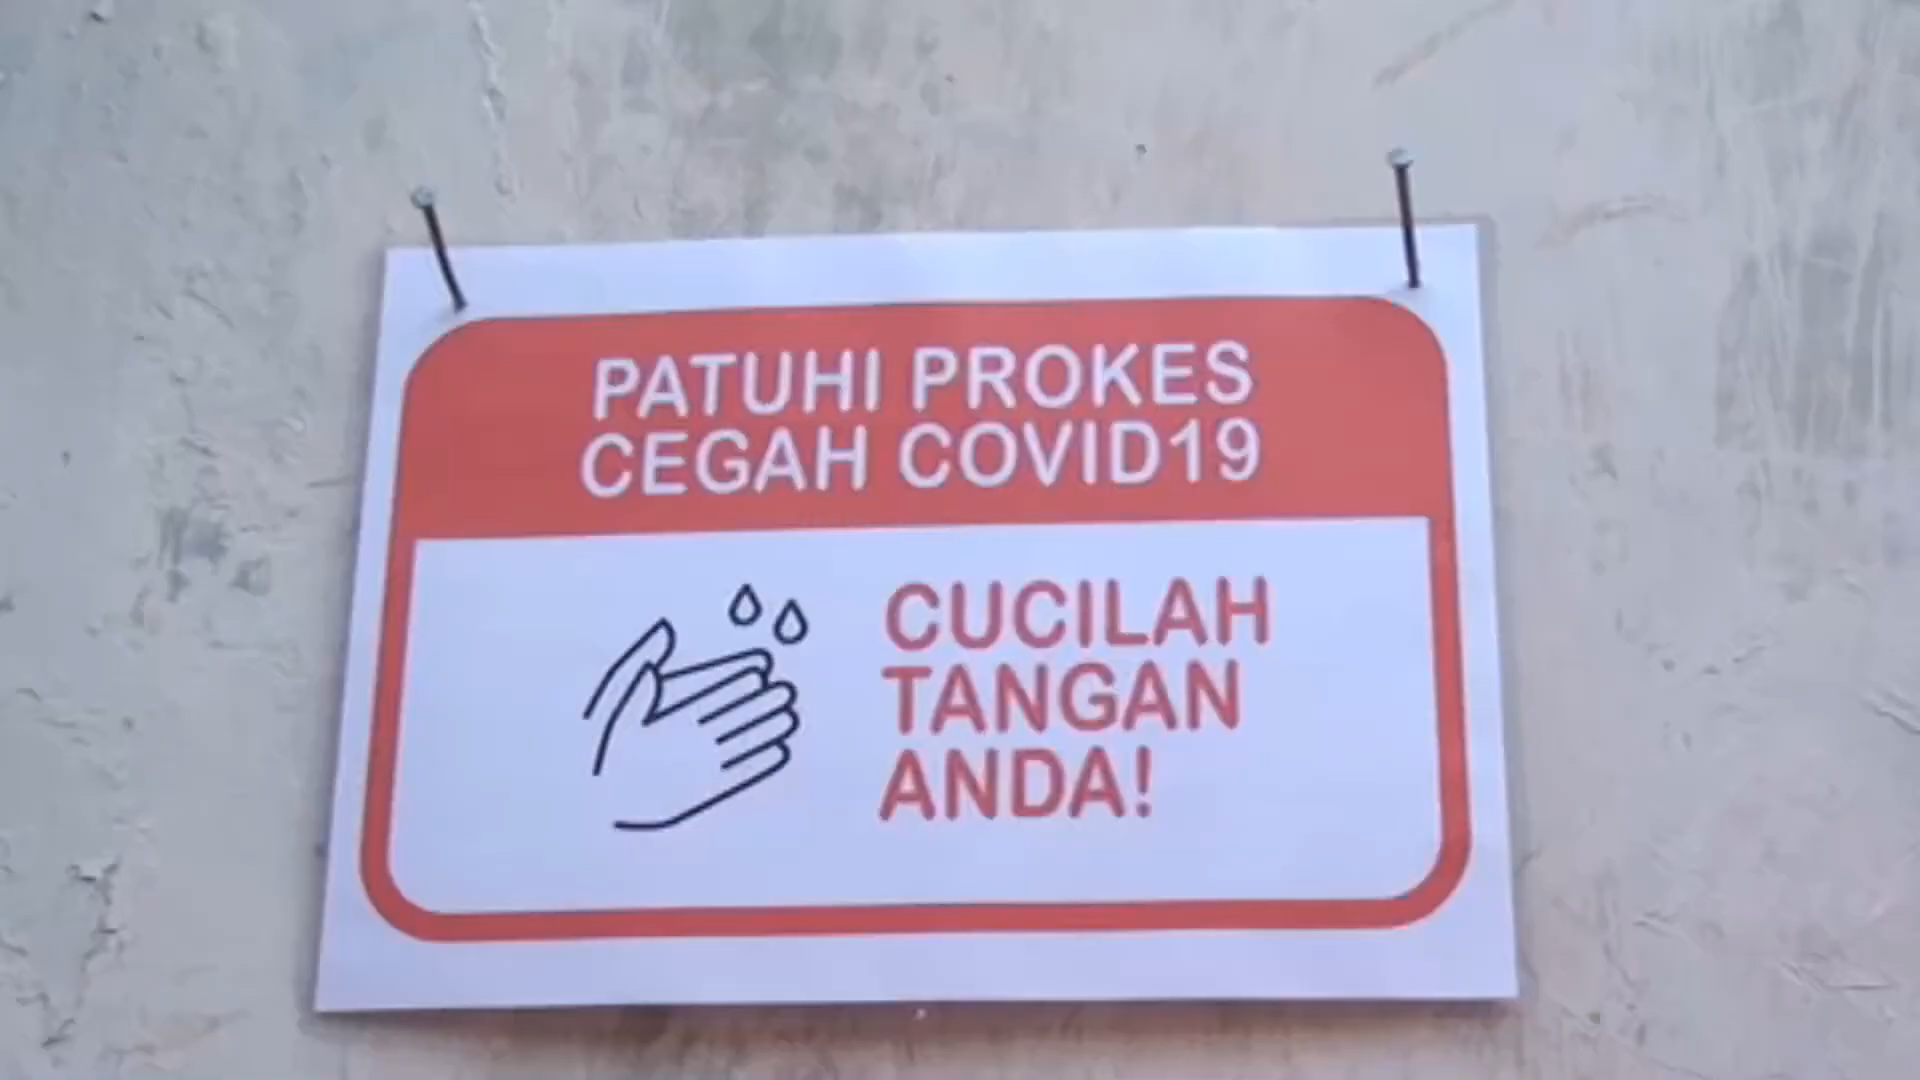 PATUHI PROKES
CEGAH COVID19
CUCILAH
TANGAN
ANDA!